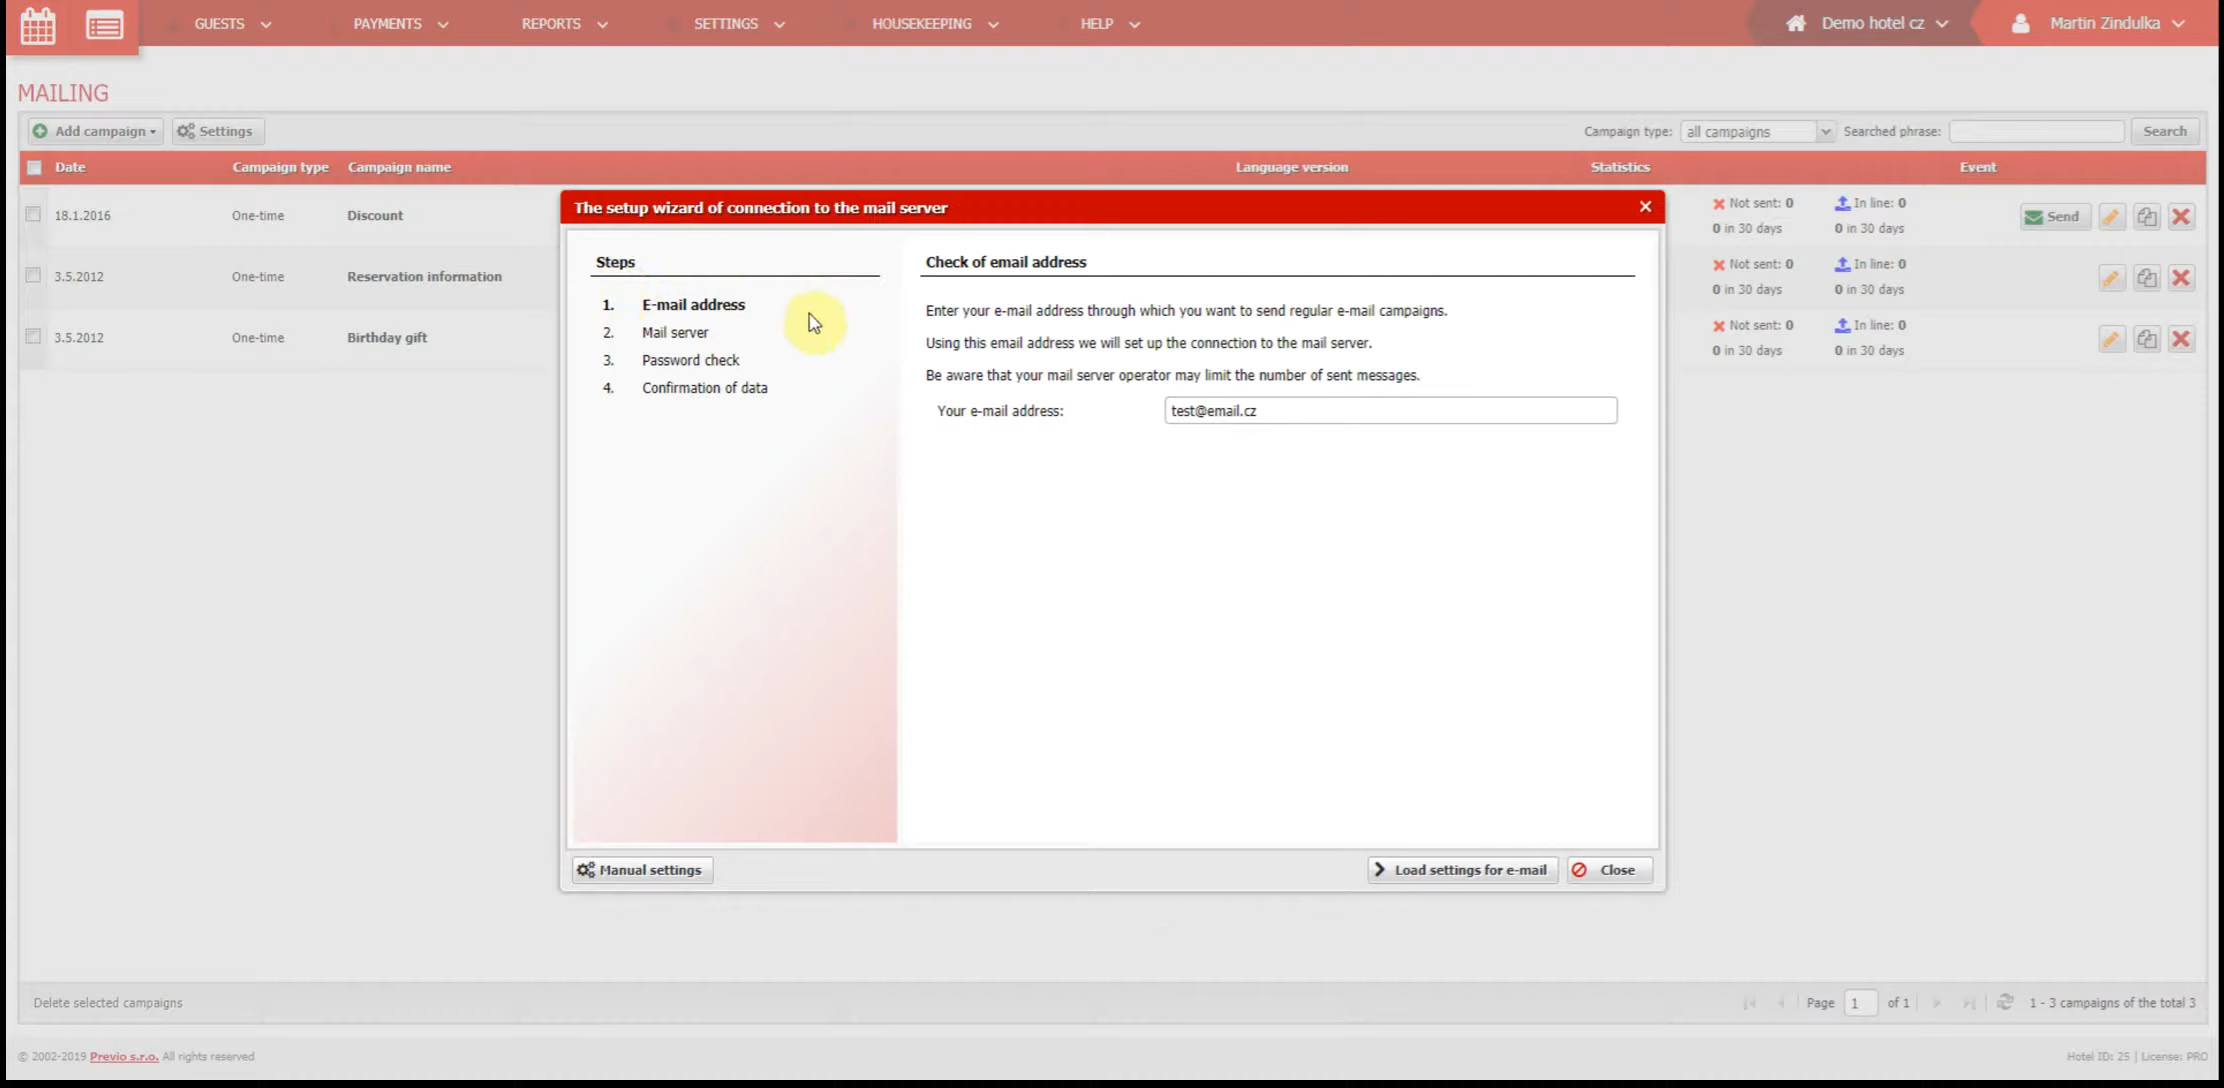 GUESTS PAYMENTS REPORTS SETTINGS HOUSEKEEPING HELP Demo hotel cz Martin Zindulka
MAILING
Add campaign Settings Campaign type: all campaigns Searched phrase: Search
Date Campaign type Campaign name Language version Statistics Event
18.1.2016 One-time Discount Not sent: 0 In line: 0 Send
0 in 30 days 0 in 30 days
3.5.2012 One-time Reservation information Not sent: 0 In line: 0
0 in 30 days 0 in 30 days
3.5.2012 One-time Birthday gift Not sent: 0 In line: 0
0 in 30 days 0 in 30 days
The setup wizard of connection to the mail server
Steps
1. E-mail address
2. Mail server
3. Password check
4. Confirmation of data
Check of email address
Enter your e-mail address through which you want to send regular e-mail campaigns.
Using this email address we will set up the connection to the mail server.
Be aware that your mail server operator may limit the number of sent messages.
Your e-mail address: test@email.cz
Manual settings Load settings for e-mail Close
Delete selected campaigns Page 1 of 1 1 - 3 campaigns of the total 3
© 2002-2019 Previo s.r.o. All rights reserved Hotel ID: 25 | License: PRO